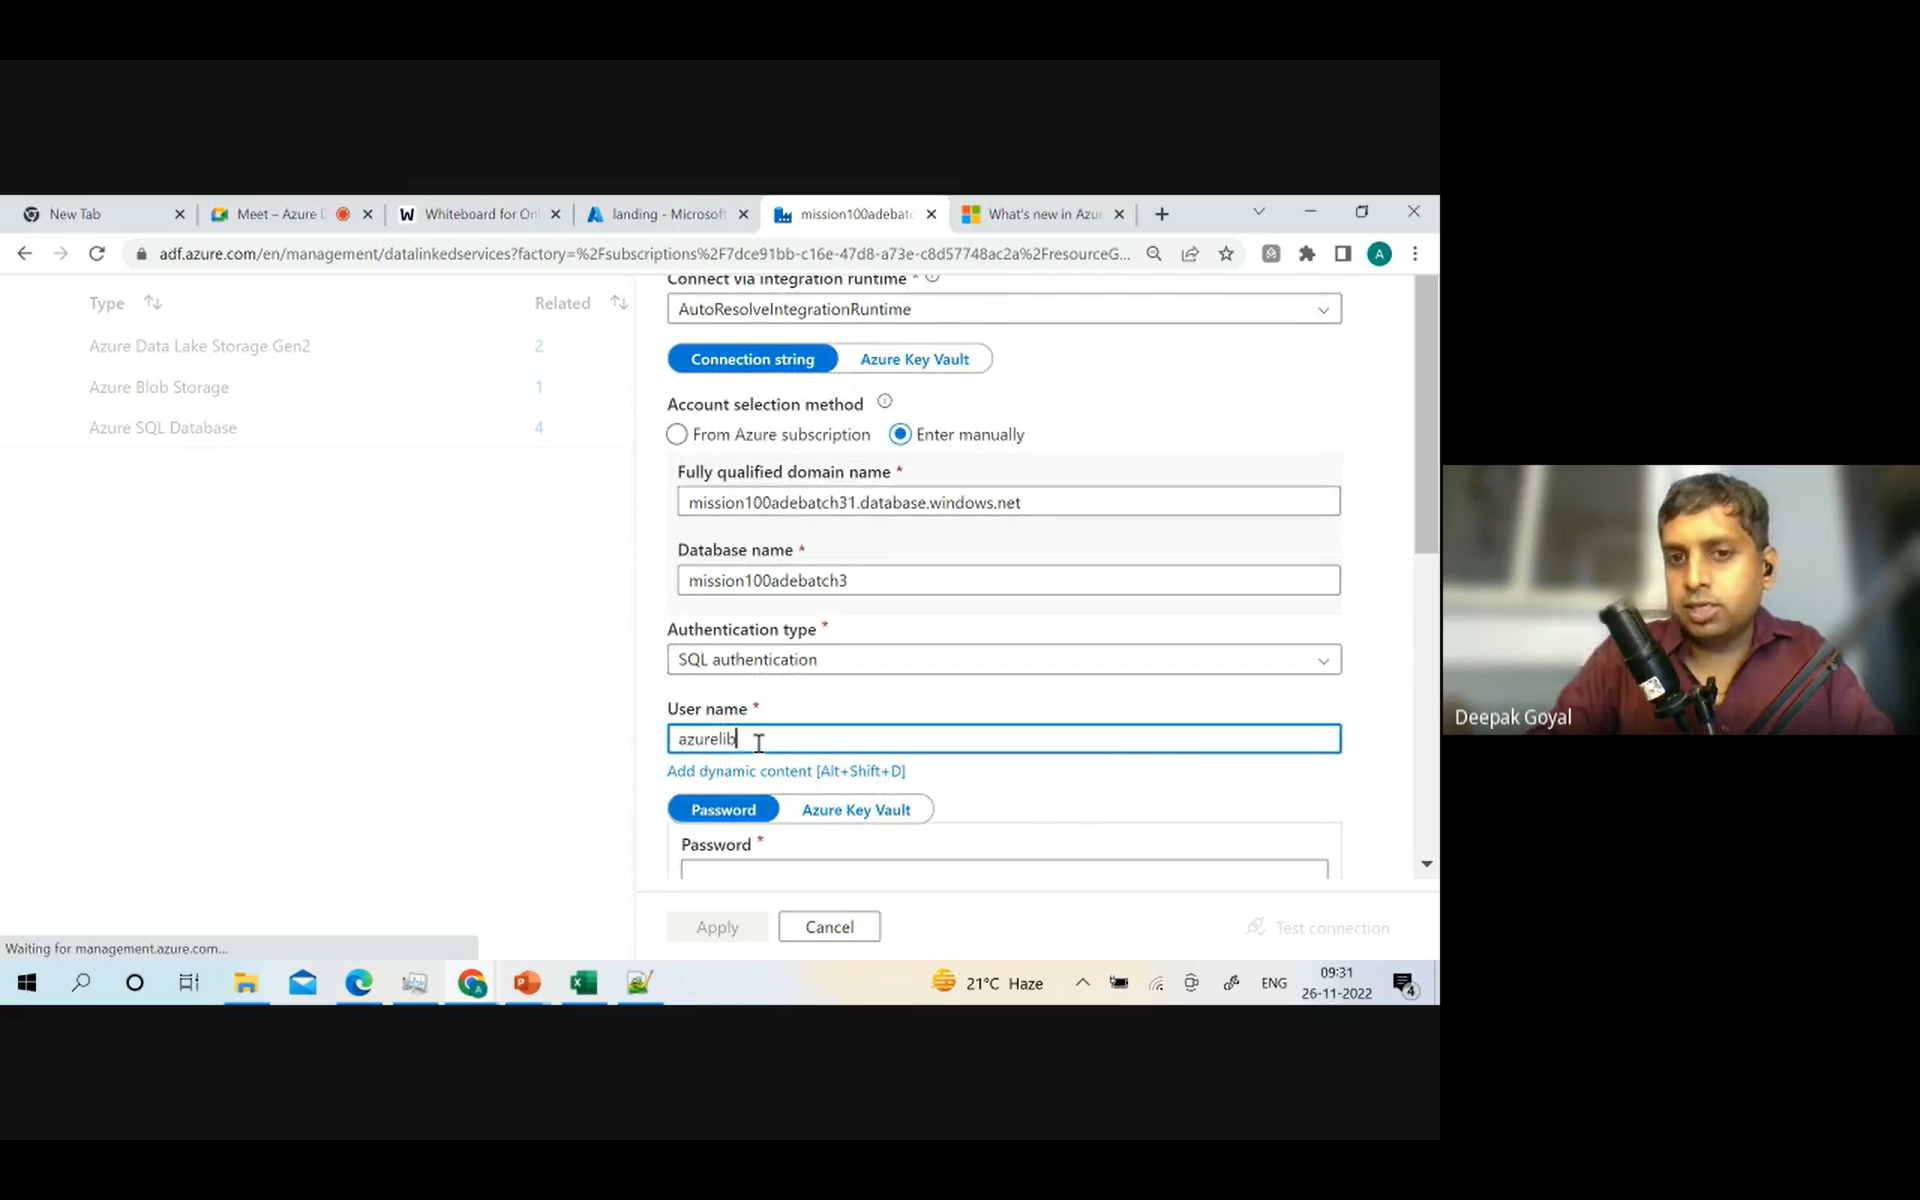 New Tab
Meet – Azure D
Whiteboard for Onl
landing - Microsoft
mission100adebatc
What's new in Azur
adf.azure.com/en/management/datalinkedservices?factory=%2Fsubscriptions%2F7dce91bb-c16e-47d8-a73e-c8d57748ac2a%2FresourceG...
A
Connect via integration runtime *
Type
Related
AutoResolveIntegrationRuntime
Azure Data Lake Storage Gen2
2
Connection string
Azure Key Vault
Azure Blob Storage
1
Account selection method
Azure SQL Database
4
From Azure subscription
Enter manually
Fully qualified domain name *
mission100adebatch31.database.windows.net
Database name *
mission100adebatch3
Authentication type *
SQL authentication
User name *
azurelib
Add dynamic content [Alt+Shift+D]
Password
Azure Key Vault
Password *
Apply
Cancel
Test connection
Waiting for management.azure.com...
21°C Haze
ENG
09:31
26-11-2022
4
Deepak Goyal